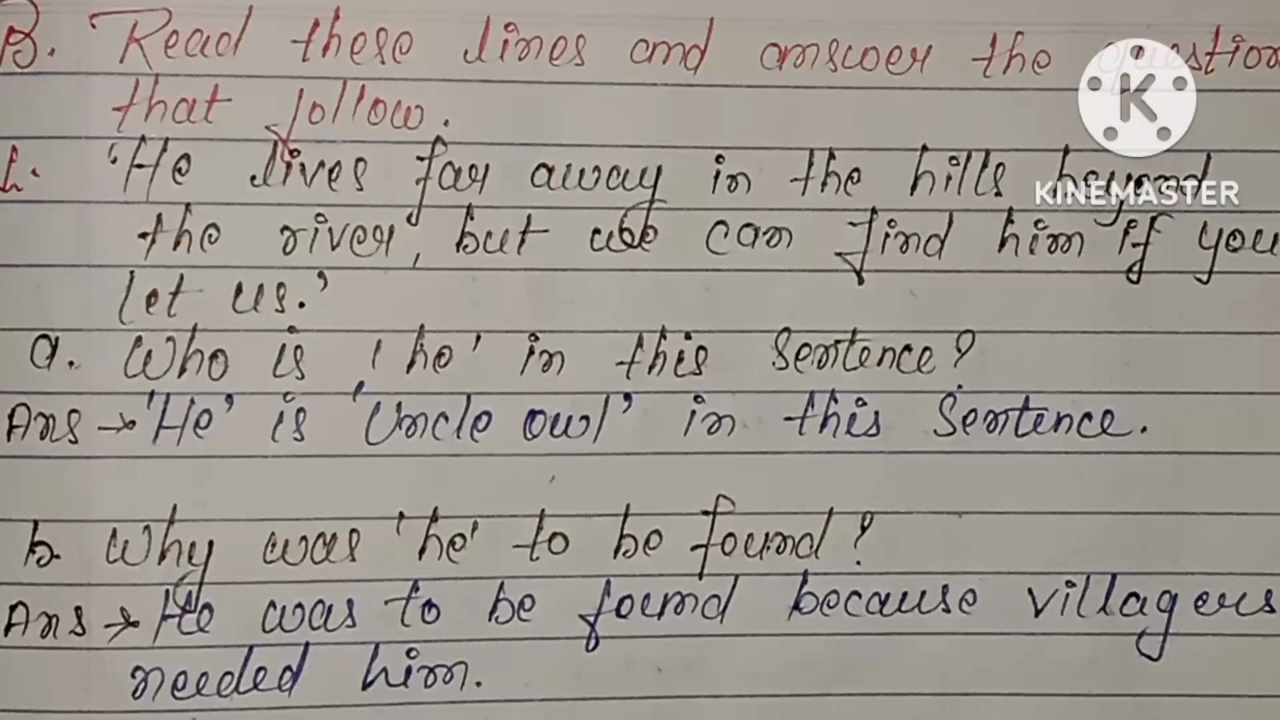 B. Read these lines and answer the question
that follow.
1. 'He lives far away in the hills beyond
KINEMASTER
the river, but we can find him if you
let us.'
a. Who is 'he' in this Sentence?
Ans → 'He' is 'Uncle owl' in this Sentence.
b Why was 'he' to be found?
Ans → He was to be found because villagers
needed him.